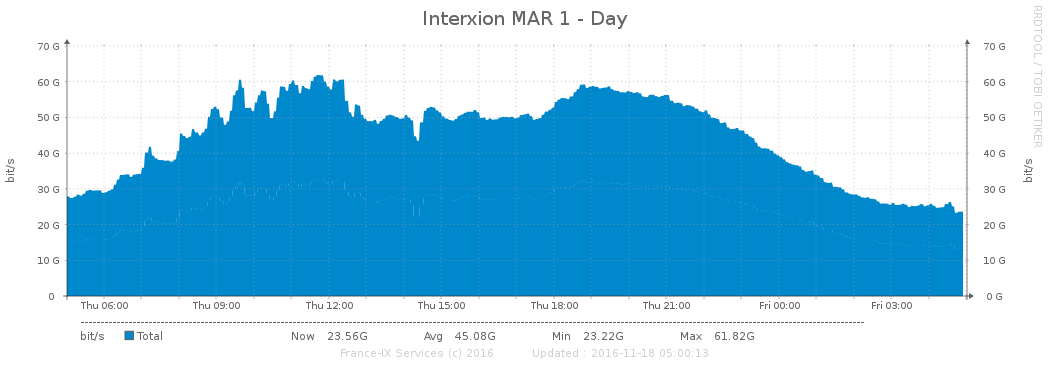 Interxion MAR 1 - Day
RRDTOOL / TOBI OETIKER
bit/s
bit/s
70 G 70 G
60 G 60 G
50 G 50 G
40 G 40 G
30 G 30 G
20 G 20 G
10 G 10 G
0 0 G
Thu 06:00 Thu 09:00 Thu 12:00 Thu 15:00 Thu 18:00 Thu 21:00 Fri 00:00 Fri 03:00
bit/s Total Now 23.56G Avg 45.08G Min 23.22G Max 61.82G
France-IX Services (c) 2016 Updated : 2016-11-18 05:00:13